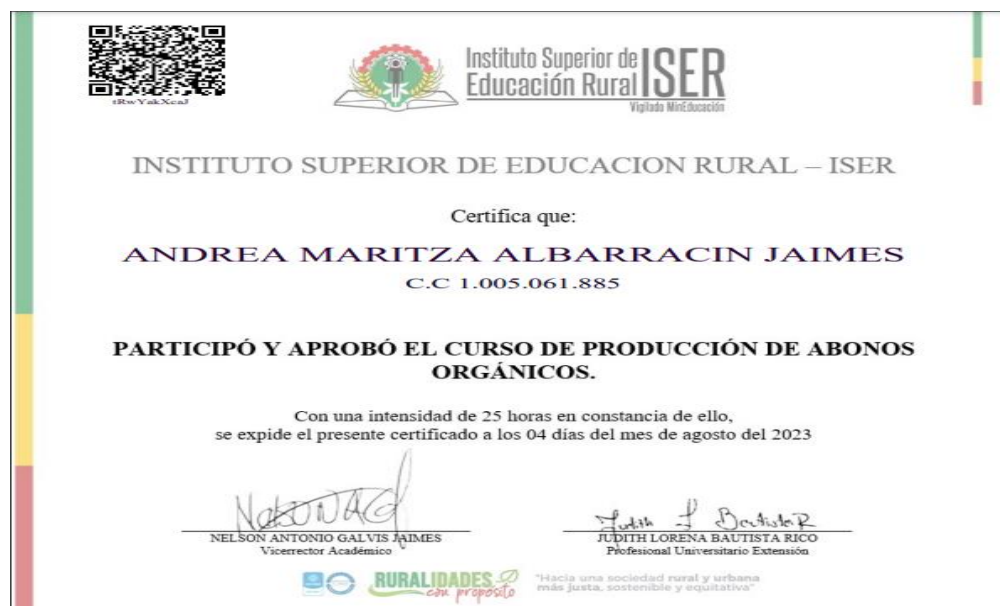 tRwYakXcaJ
Instituto Superior de
Educación Rural
ISER
Vigilado MinEducación
INSTITUTO SUPERIOR DE EDUCACION RURAL – ISER
Certifica que:
ANDREA MARITZA ALBARRACIN JAIMES
C.C 1.005.061.885
PARTICIPÓ Y APROBÓ EL CURSO DE PRODUCCIÓN DE ABONOS
ORGÁNICOS.
Con una intensidad de 25 horas en constancia de ello,
se expide el presente certificado a los 04 días del mes de agosto del 2023
Judith L Bautista R
NELSON ANTONIO GALVIS JAIMES
Vicerrector Académico
JUDITH LORENA BAUTISTA RICO
Profesional Universitario Extensión
RURALIDADES
con propósito
"Hacia una sociedad rural y urbana
más justa, sostenible y equitativa"